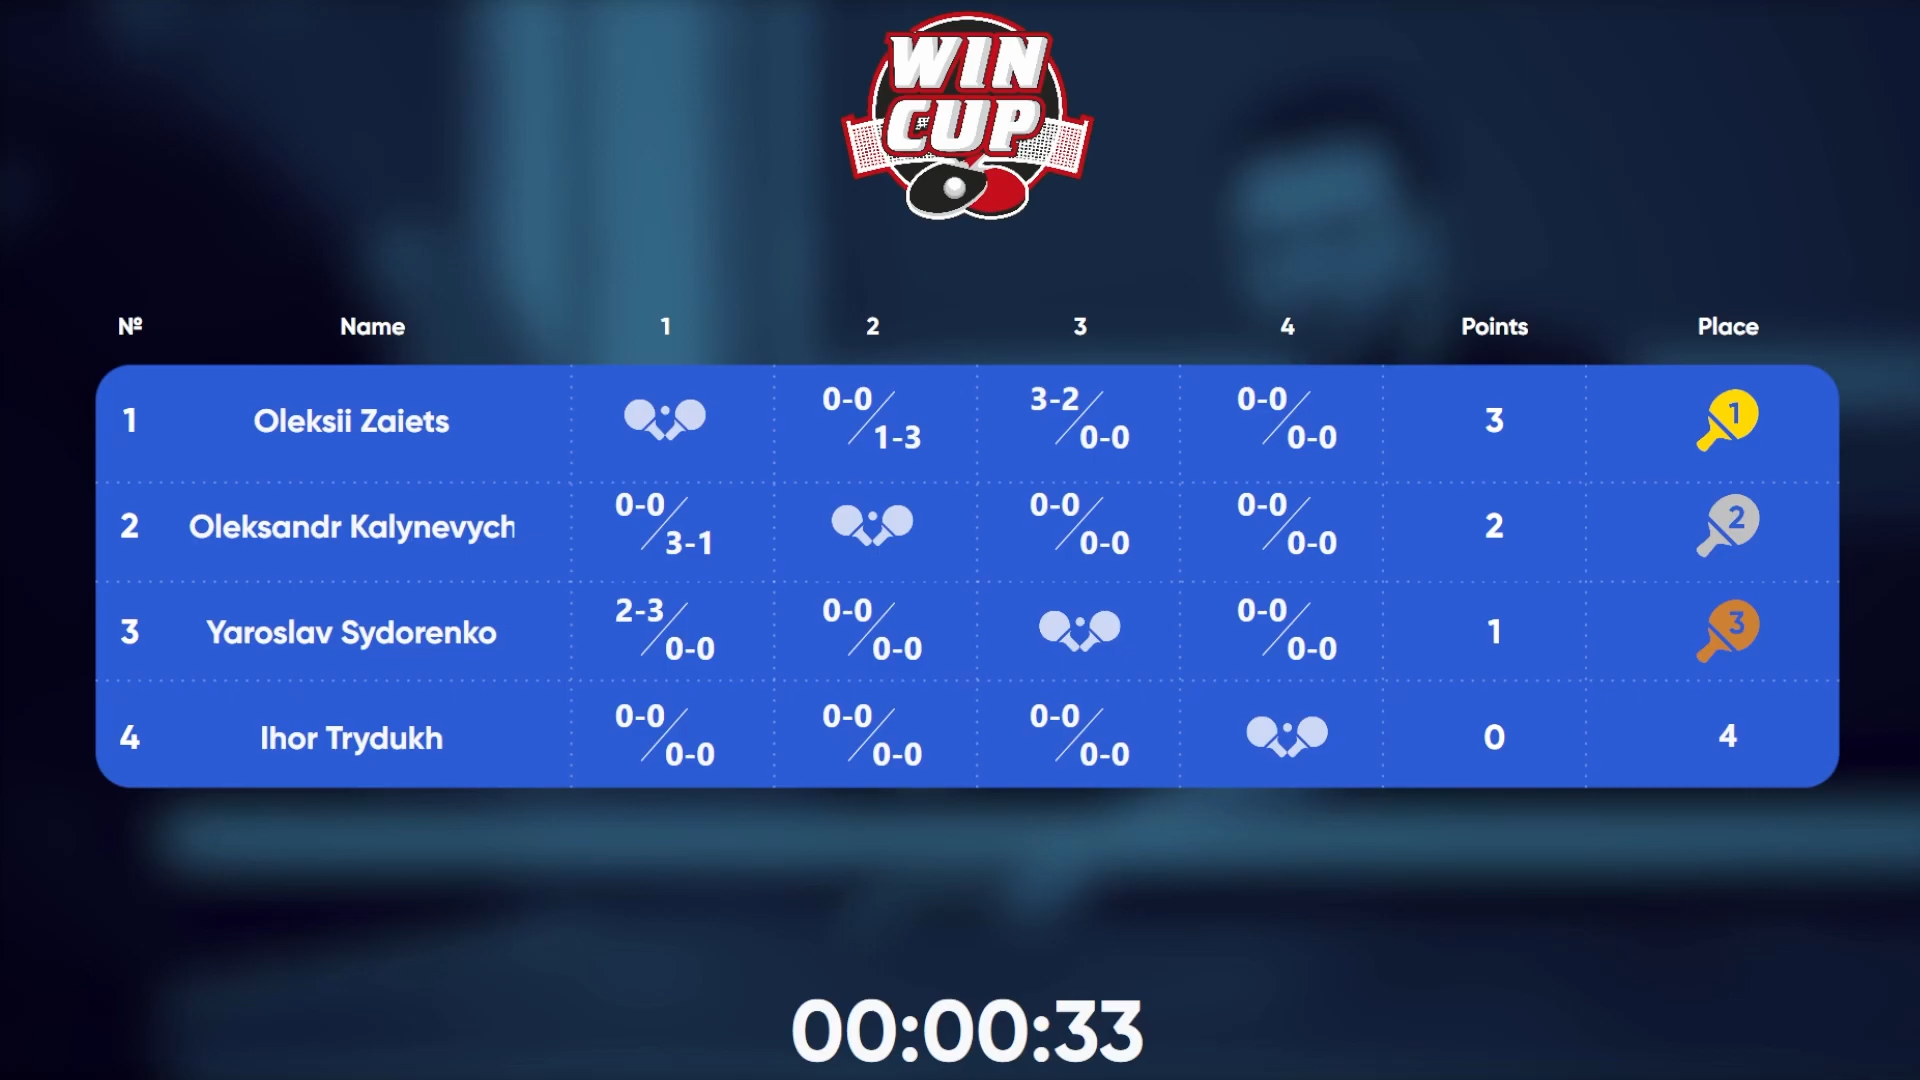 WIN
CUP
Nº Name 1 2 3 4 Points Place
1 Oleksii Zaiets 0-0/1-3 3-2/0-0 0-0/0-0 3 1
2 Oleksandr Kalynevych 0-0/3-1 0-0/0-0 0-0/0-0 2 2
3 Yaroslav Sydorenko 2-3/0-0 0-0/0-0 0-0/0-0 1 3
4 Ihor Trydukh 0-0/0-0 0-0/0-0 0-0/0-0 0 4
00:00:33